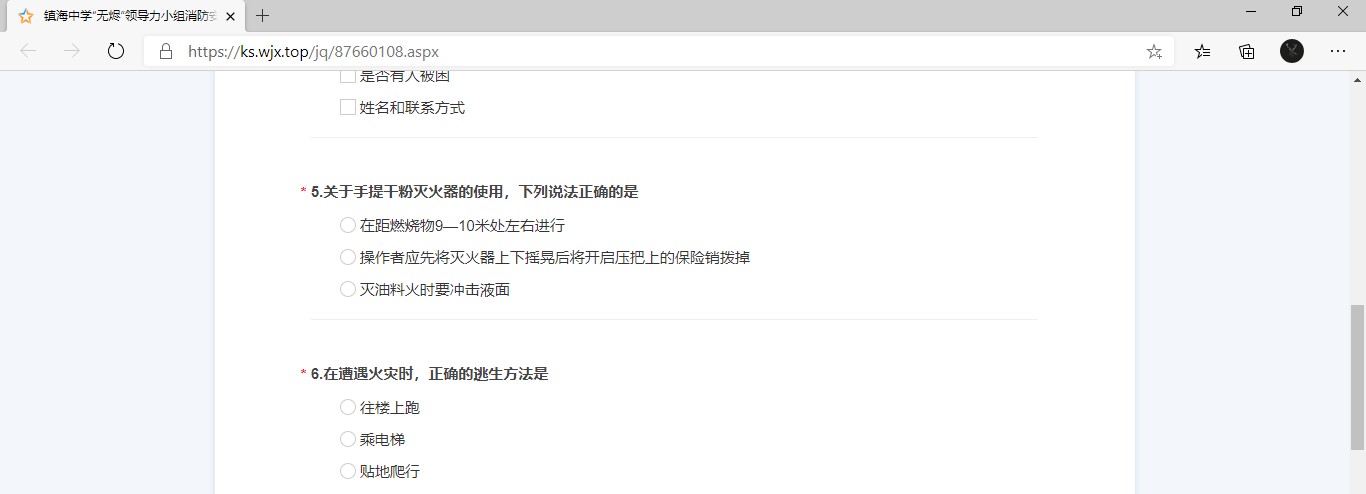 镇海中学“无烬”领导力小组消防安
https://ks.wjx.top/jq/87660108.aspx
是否有人被困
姓名和联系方式
* 5.关于手提干粉灭火器的使用，下列说法正确的是
在距燃烧物9—10米处左右进行
操作者应先将灭火器上下摇晃后将开启压把上的保险销拨掉
灭油料火时要冲击液面
* 6.在遭遇火灾时，正确的逃生方法是
往楼上跑
乘电梯
贴地爬行